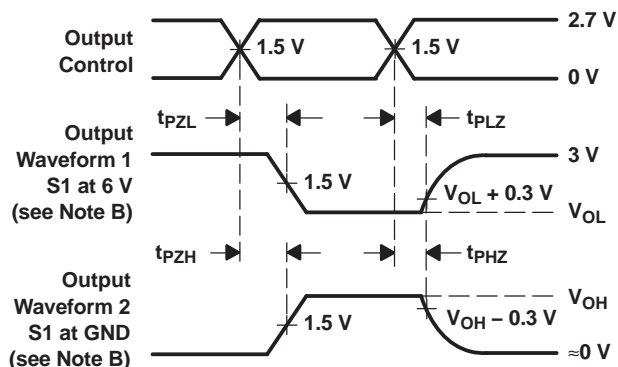 2.7 V
Output
Control
1.5 V
1.5 V
0 V
tPZL
tPLZ
Output
Waveform 1
S1 at 6 V
(see Note B)
3 V
1.5 V
VOL + 0.3 V
VOL
tPZH
tPHZ
Output
Waveform 2
S1 at GND
(see Note B)
VOH
1.5 V
VOH – 0.3 V
≈0 V